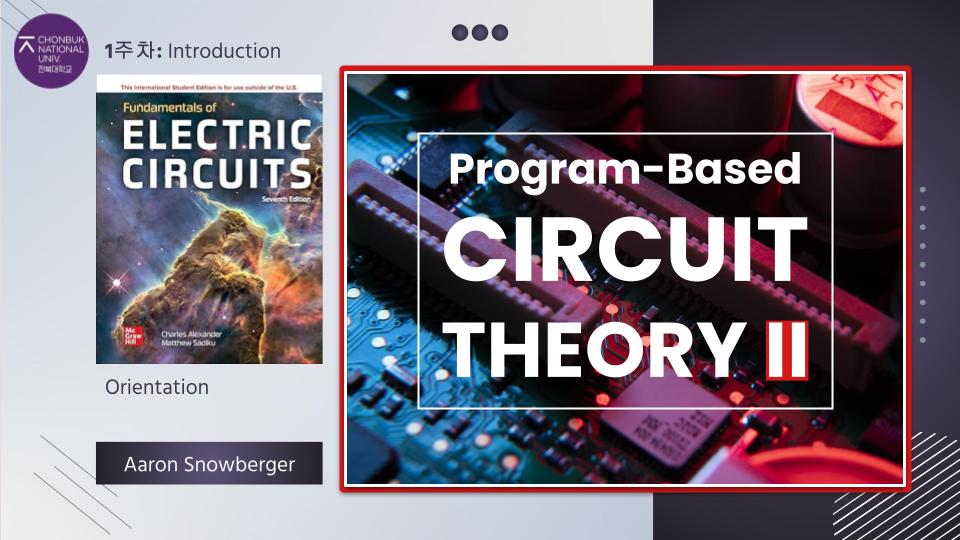 CHONBUK
NATIONAL
UNIV.
전북대학교
1주차: Introduction
This International Student Edition is for use outside of the U.S.
Fundamentals of
ELECTRIC
CIRCUITS
Seventh Edition
Mc
Graw
Hill
Charles Alexander
Matthew Sadiku
Orientation
Aaron Snowberger
Program-Based
CIRCUIT
THEORY II